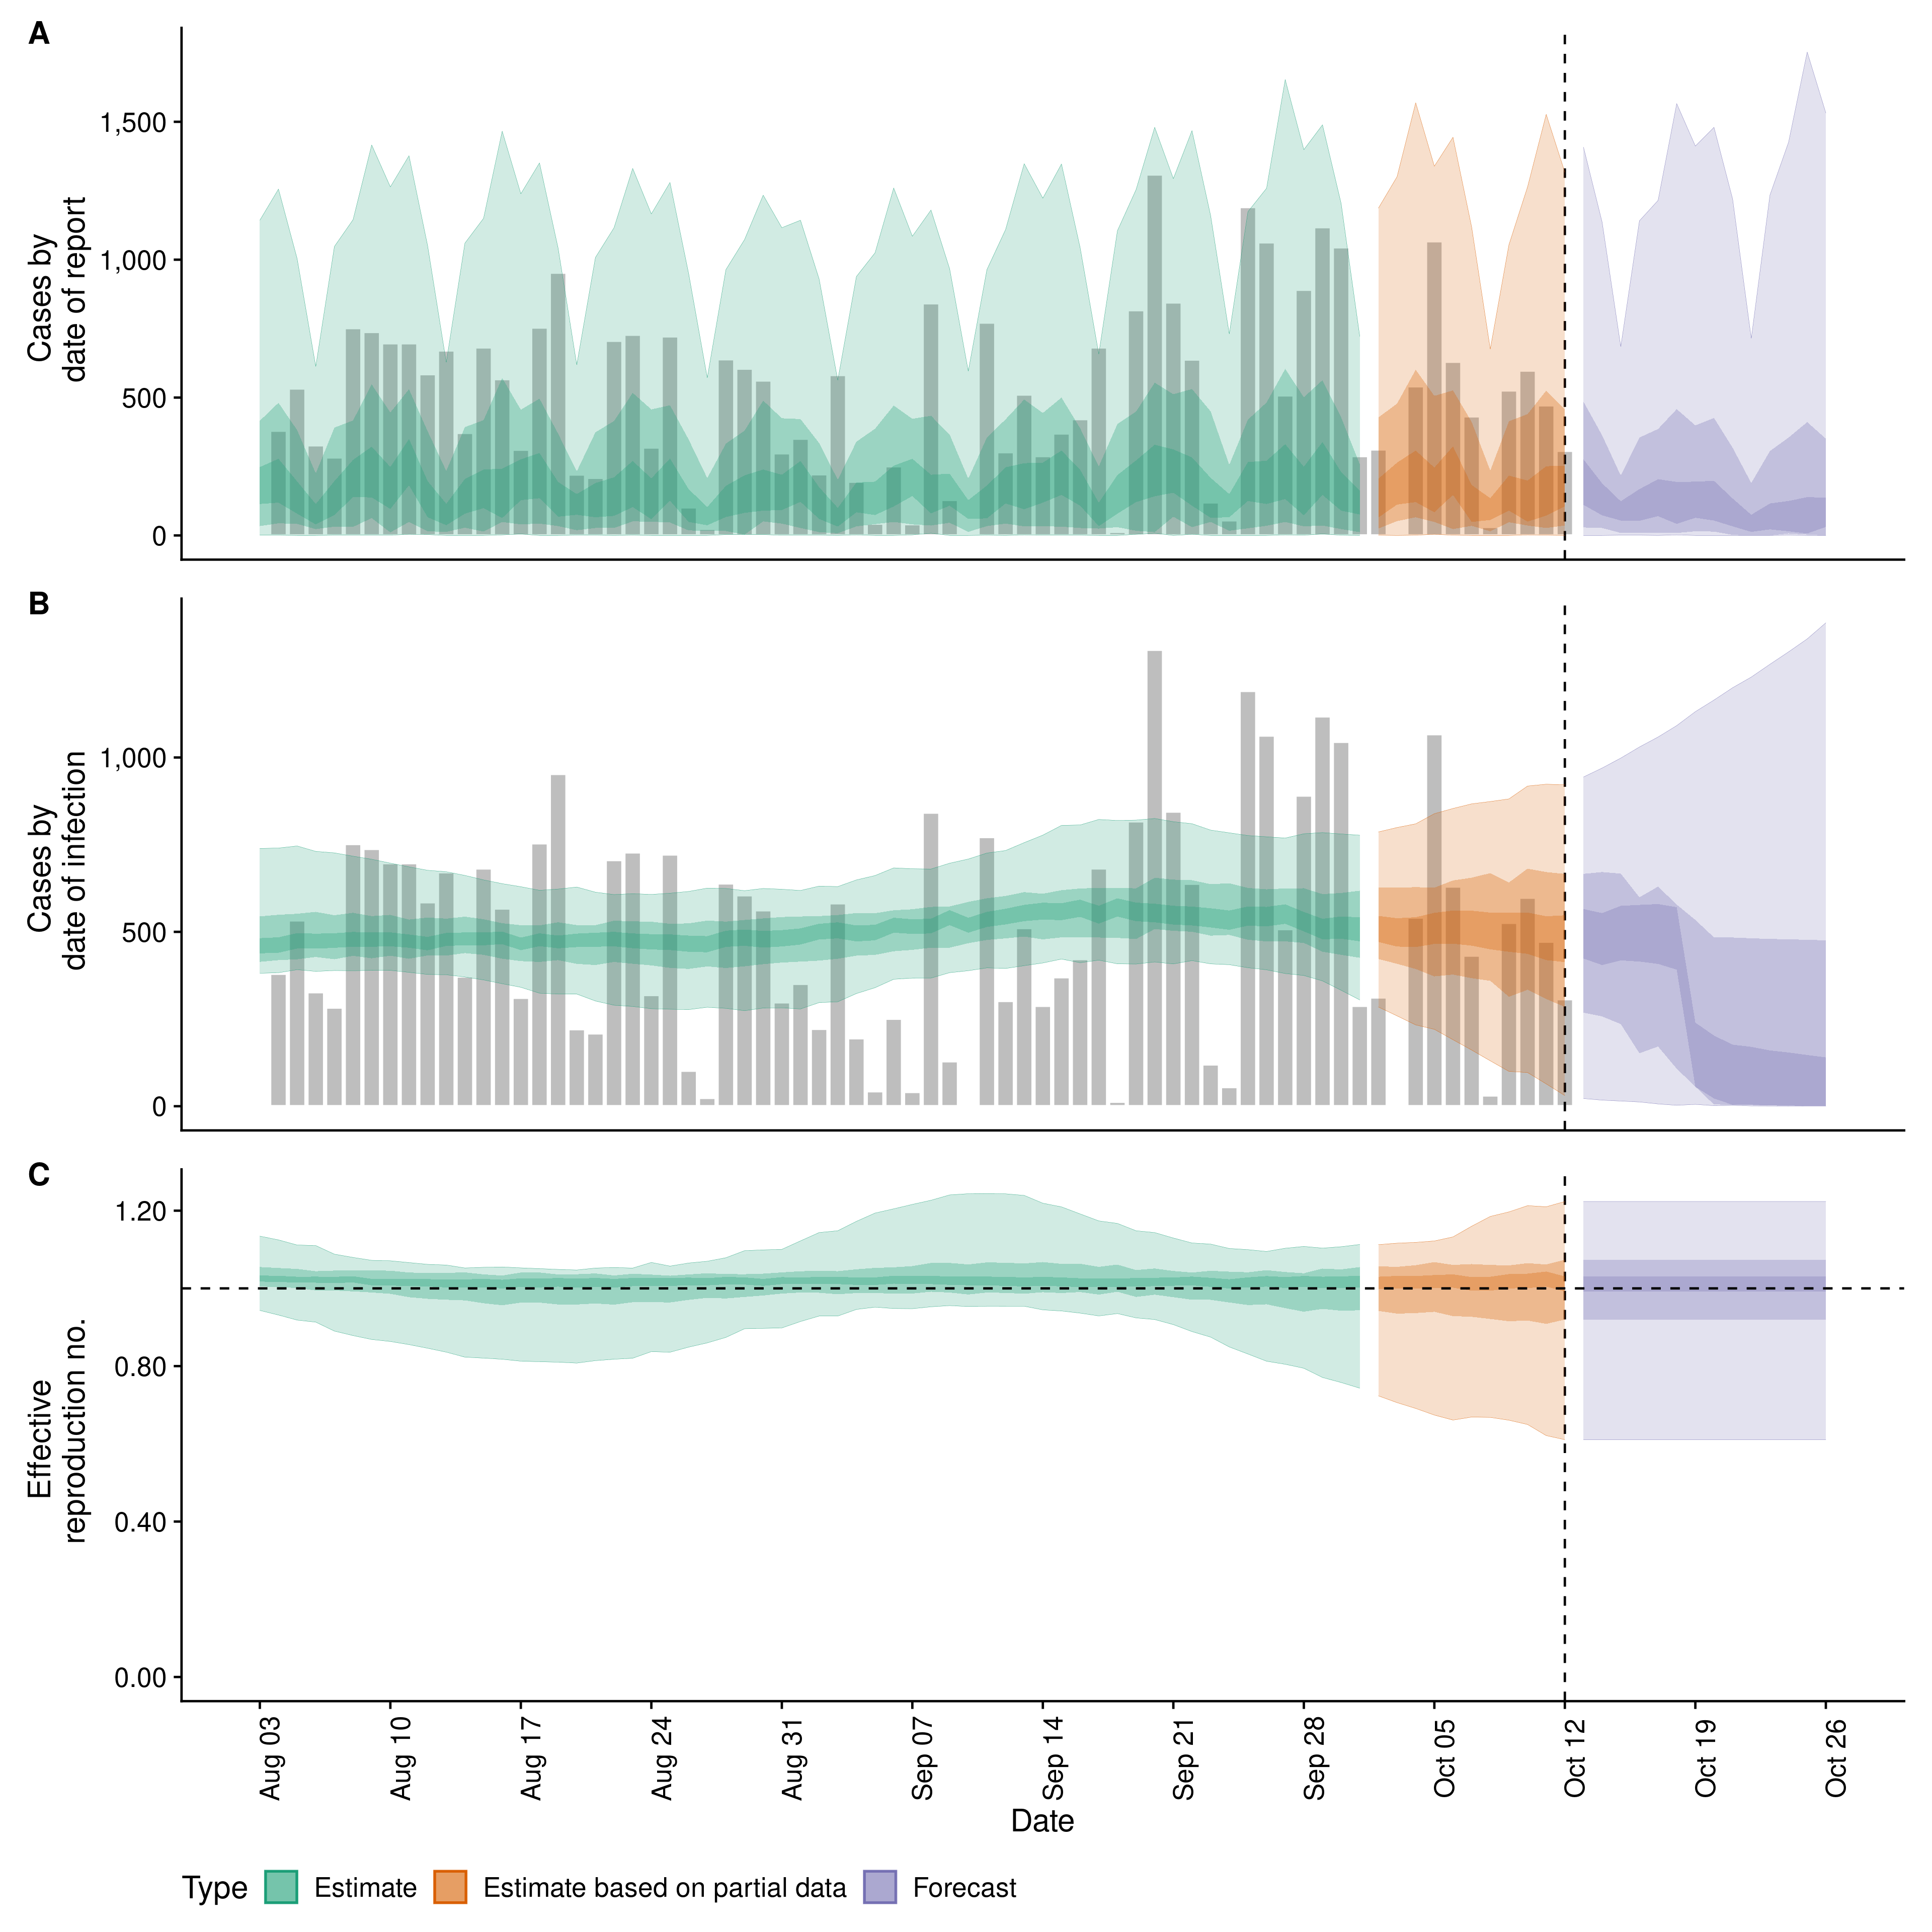 A
Cases by
date of report
1,500
1,000
500
0
B
Cases by
date of infection
1,000
500
0
C
Effective
reproduction no.
1.20
0.80
0.40
0.00
Aug 03
Aug 10
Aug 17
Aug 24
Aug 31
Sep 07
Sep 14
Sep 21
Sep 28
Oct 05
Oct 12
Oct 19
Oct 26
Date
Type Estimate Estimate based on partial data Forecast